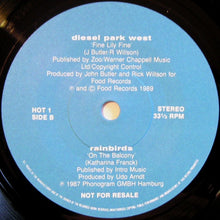 diesel park west
'Fine Lily Fine'
(J Butler R Willson)
Published by Zoo/Warner Chappell Music
Ltd/Copyright Control
Produced by John Butler and Rick Willson for
Food Records
℗ and © Food Records 1989
HOT 1
SIDE B
STEREO
33⅓ RPM
rainbirds
'On The Balcony'
(Katharina Franck)
Published by Intro Music
Produced by Udo Arndt
℗ 1987 Phonogram GMBH Hamburg
NOT FOR RESALE